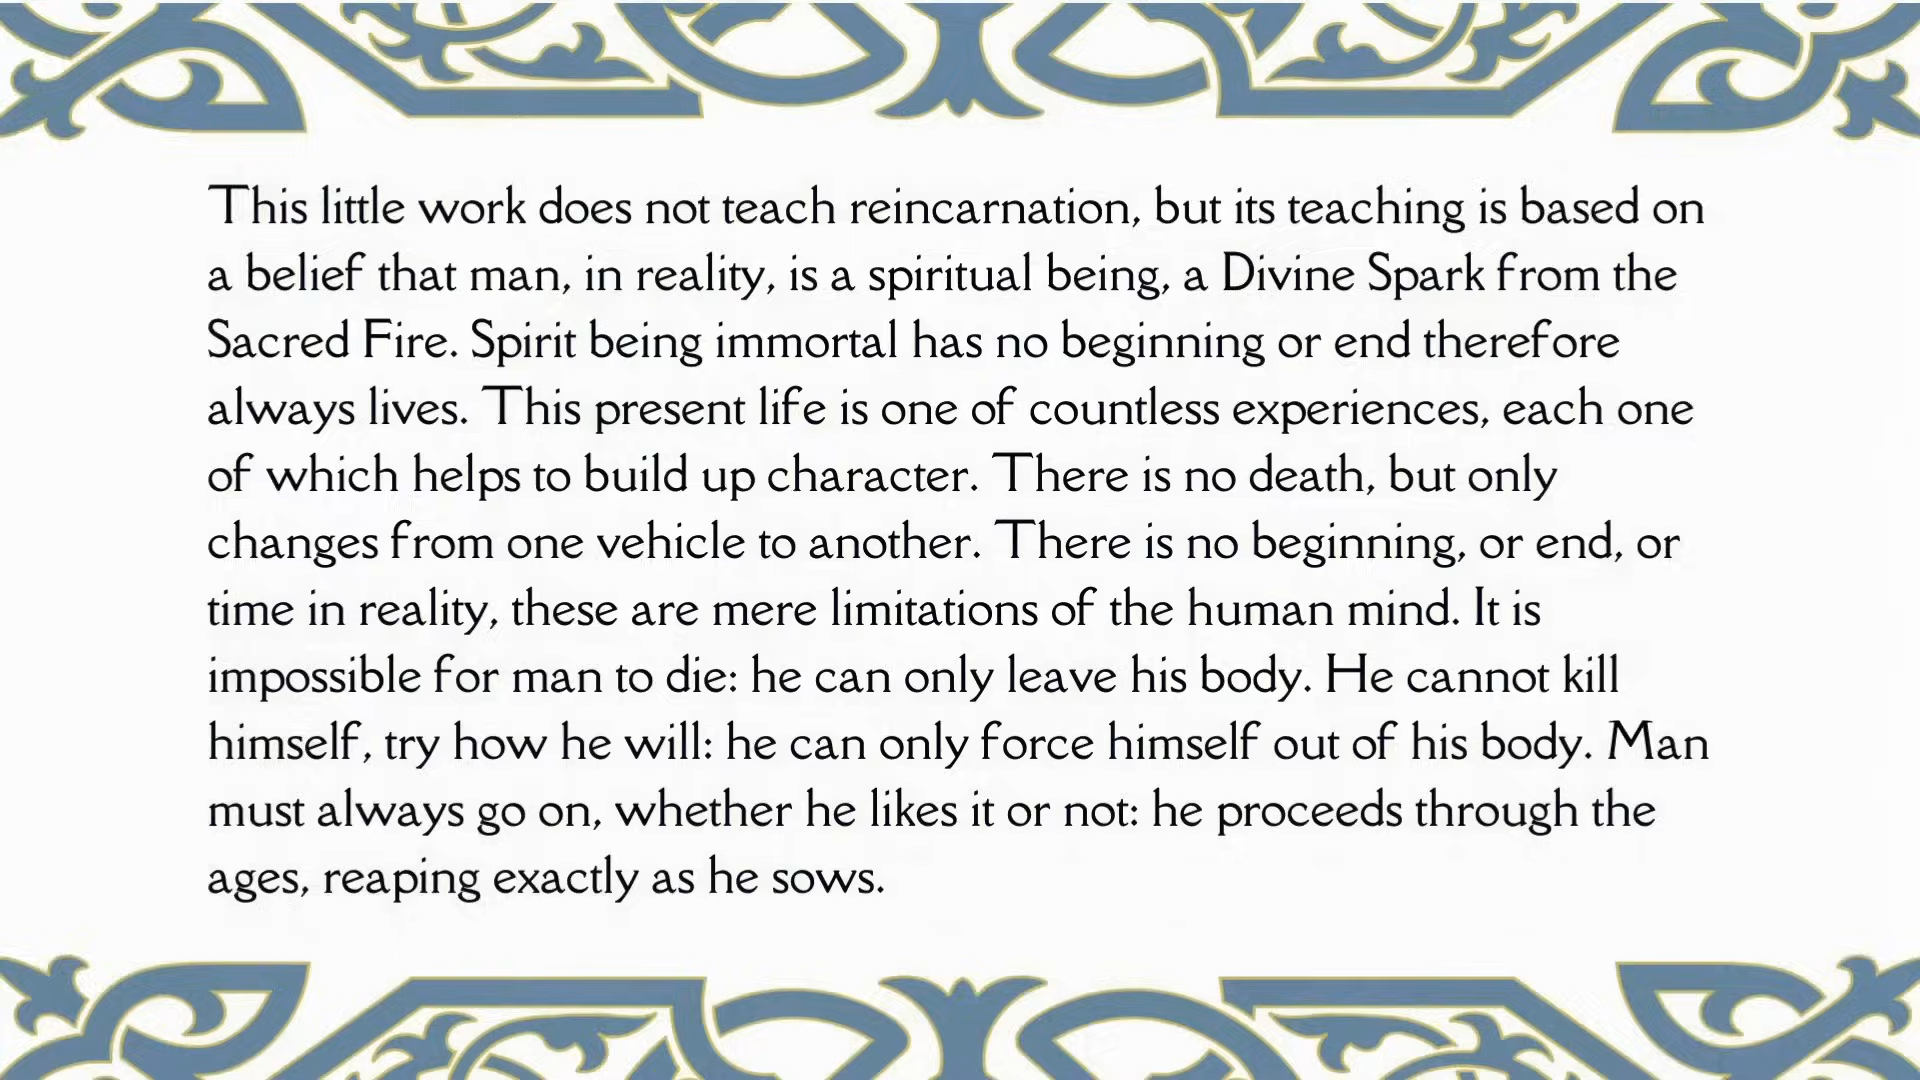 This little work does not teach reincarnation, but its teaching is based on
a belief that man, in reality, is a spiritual being, a Divine Spark from the
Sacred Fire. Spirit being immortal has no beginning or end therefore
always lives. This present life is one of countless experiences, each one
of which helps to build up character. There is no death, but only
changes from one vehicle to another. There is no beginning, or end, or
time in reality, these are mere limitations of the human mind. It is
impossible for man to die: he can only leave his body. He cannot kill
himself, try how he will: he can only force himself out of his body. Man
must always go on, whether he likes it or not: he proceeds through the
ages, reaping exactly as he sows.